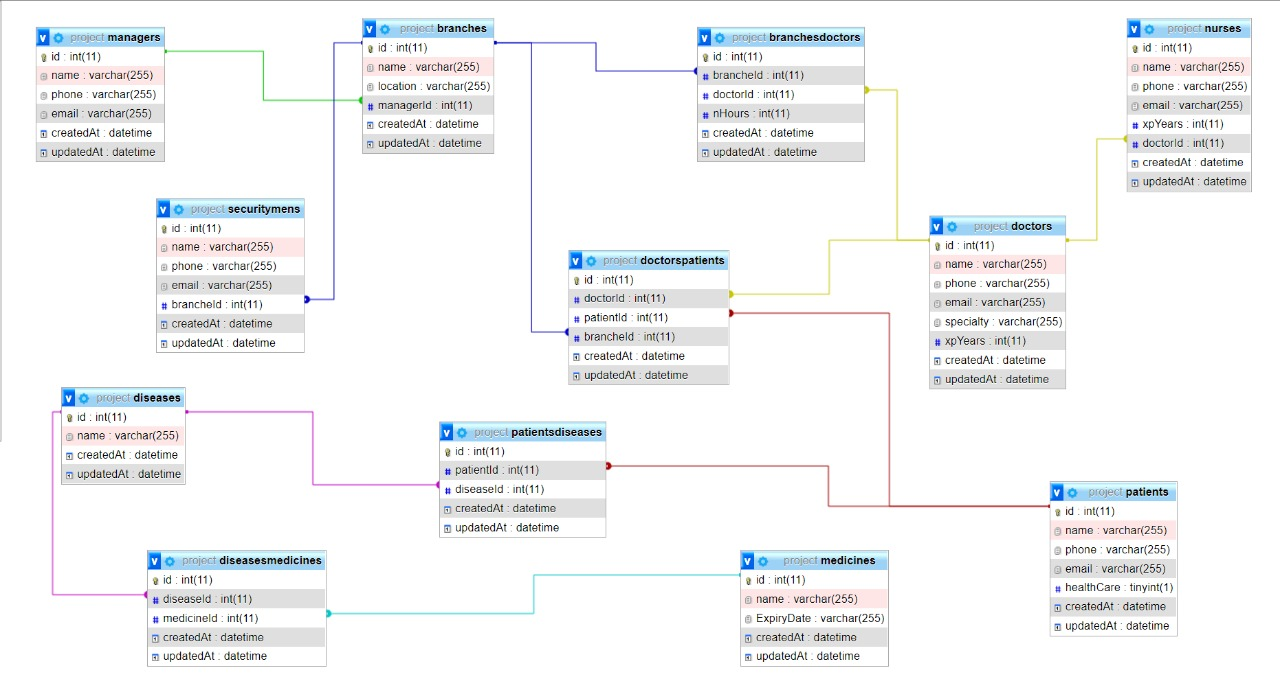 project managers
id : int(11)
name : varchar(255)
phone : varchar(255)
email : varchar(255)
createdAt : datetime
updatedAt : datetime
project branches
id : int(11)
name : varchar(255)
location : varchar(255)
managerId : int(11)
createdAt : datetime
updatedAt : datetime
project branchesdoctors
id : int(11)
brancheId : int(11)
doctorId : int(11)
nHours : int(11)
createdAt : datetime
updatedAt : datetime
project nurses
id : int(11)
name : varchar(255)
phone : varchar(255)
email : varchar(255)
xpYears : int(11)
doctorId : int(11)
createdAt : datetime
updatedAt : datetime
project securitymens
id : int(11)
name : varchar(255)
phone : varchar(255)
email : varchar(255)
brancheId : int(11)
createdAt : datetime
updatedAt : datetime
project doctorspatients
id : int(11)
doctorId : int(11)
patientId : int(11)
brancheId : int(11)
createdAt : datetime
updatedAt : datetime
project doctors
id : int(11)
name : varchar(255)
phone : varchar(255)
email : varchar(255)
specialty : varchar(255)
xpYears : int(11)
createdAt : datetime
updatedAt : datetime
project diseases
id : int(11)
name : varchar(255)
createdAt : datetime
updatedAt : datetime
project patientsdiseases
id : int(11)
patientId : int(11)
diseaseId : int(11)
createdAt : datetime
updatedAt : datetime
project patients
id : int(11)
name : varchar(255)
phone : varchar(255)
email : varchar(255)
healthCare : tinyint(1)
createdAt : datetime
updatedAt : datetime
project diseasesmedicines
id : int(11)
diseaseId : int(11)
medicineId : int(11)
createdAt : datetime
updatedAt : datetime
project medicines
id : int(11)
name : varchar(255)
ExpiryDate : varchar(255)
createdAt : datetime
updatedAt : datetime